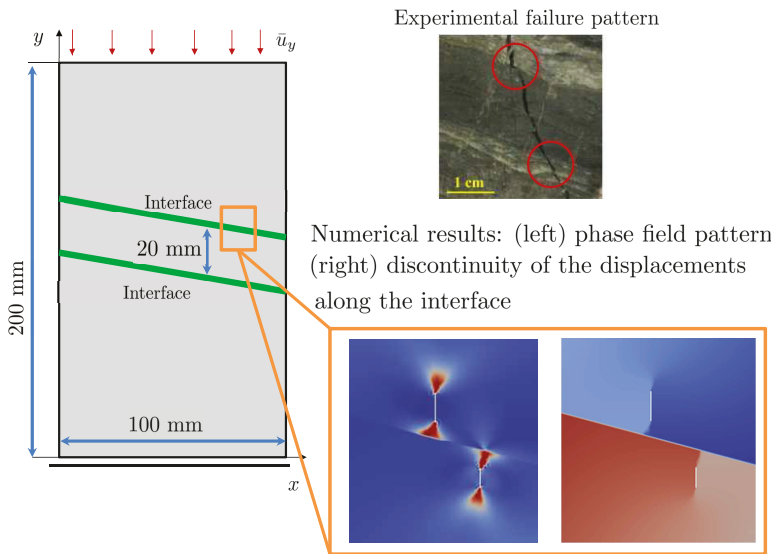 Experimental failure pattern
y
ūy
Interface
20 mm
Interface
200 mm
100 mm
x
1 cm
Numerical results: (left) phase field pattern
(right) discontinuity of the displacements
along the interface